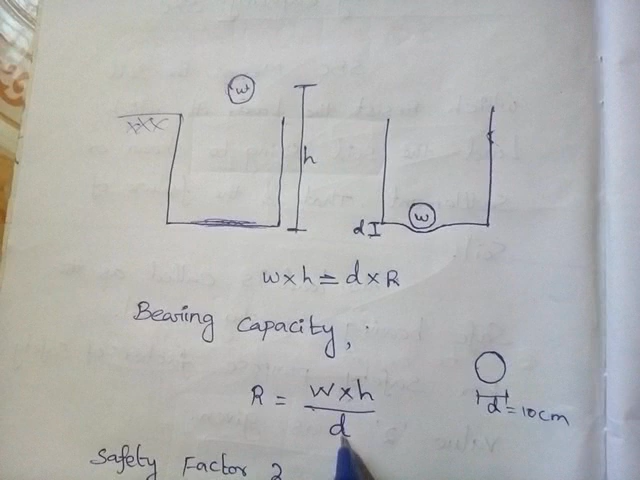 w
h
w
d
w x h = d x R
Bearing Capacity,
R = w x h
d
d = 10cm
Safety Factor 2